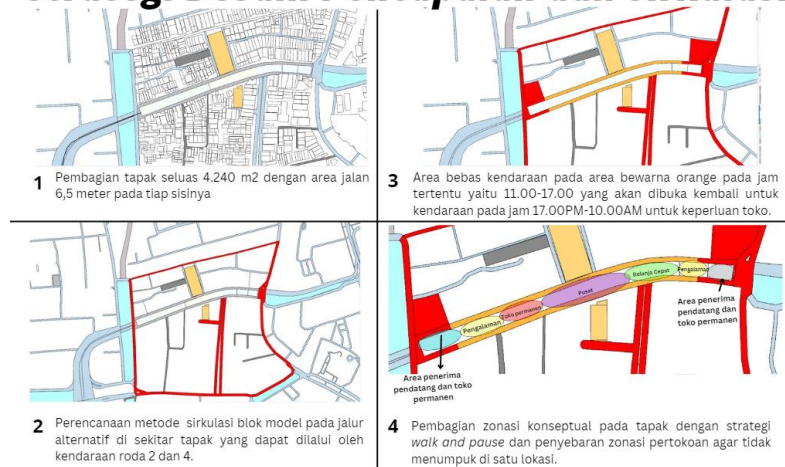 1 Pembagian tapak seluas 4.240 m2 dengan area jalan
6,5 meter pada tiap sisinya
2 Perencanaan metode sirkulasi blok model pada jalur
alternatif di sekitar tapak yang dapat dilalui oleh
kendaraan roda 2 dan 4.
3 Area bebas kendaraan pada area bewarna orange pada jam
tertentu yaitu 11.00-17.00 yang akan dibuka kembali untuk
kendaraan pada jam 17.00PM-10.00AM untuk keperluan toko.
Belanja Cepat
Pengalaman
Pusat
Toko permanen
Pengalaman
Area penerima
pendatang dan
toko permanen
Area penerima
pendatang dan toko
permanen
4 Pembagian zonasi konseptual pada tapak dengan strategi
walk and pause dan penyebaran zonasi pertokoan agar tidak
menumpuk di satu lokasi.